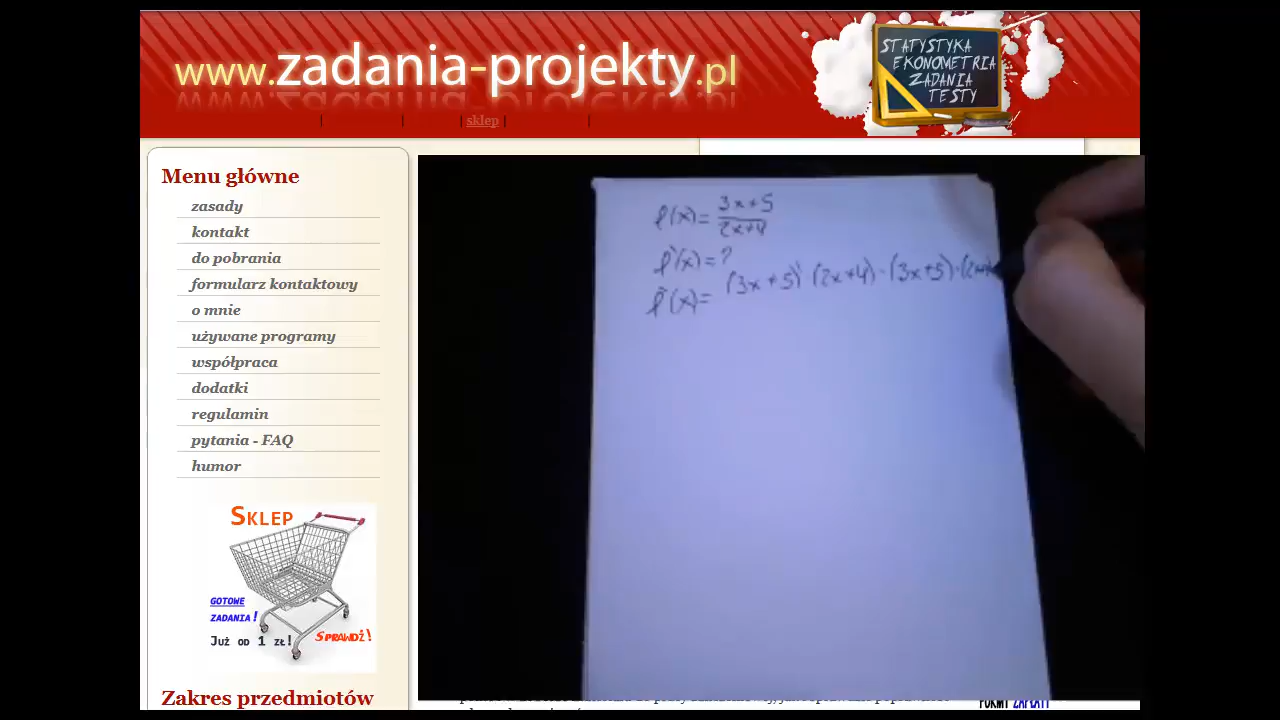 www.zadania-projekty.pl
STATYSTYKA
EKONOMETRIA
ZADANIA
TESTY
sklep
Menu główne
zasady
kontakt
do pobrania
formularz kontaktowy
o mnie
używane programy
współpraca
dodatki
regulamin
pytania - FAQ
humor
SKLEP
GOTOWE
ZADANIA!
Już od 1 zł!
SPRAWDŹ!
Zakres przedmiotów
f(x) = 3x+5
2x+4
f'(x) = ?
f'(x) = (3x+5)' · (2x+4) - (3x+5) · (2x+4)